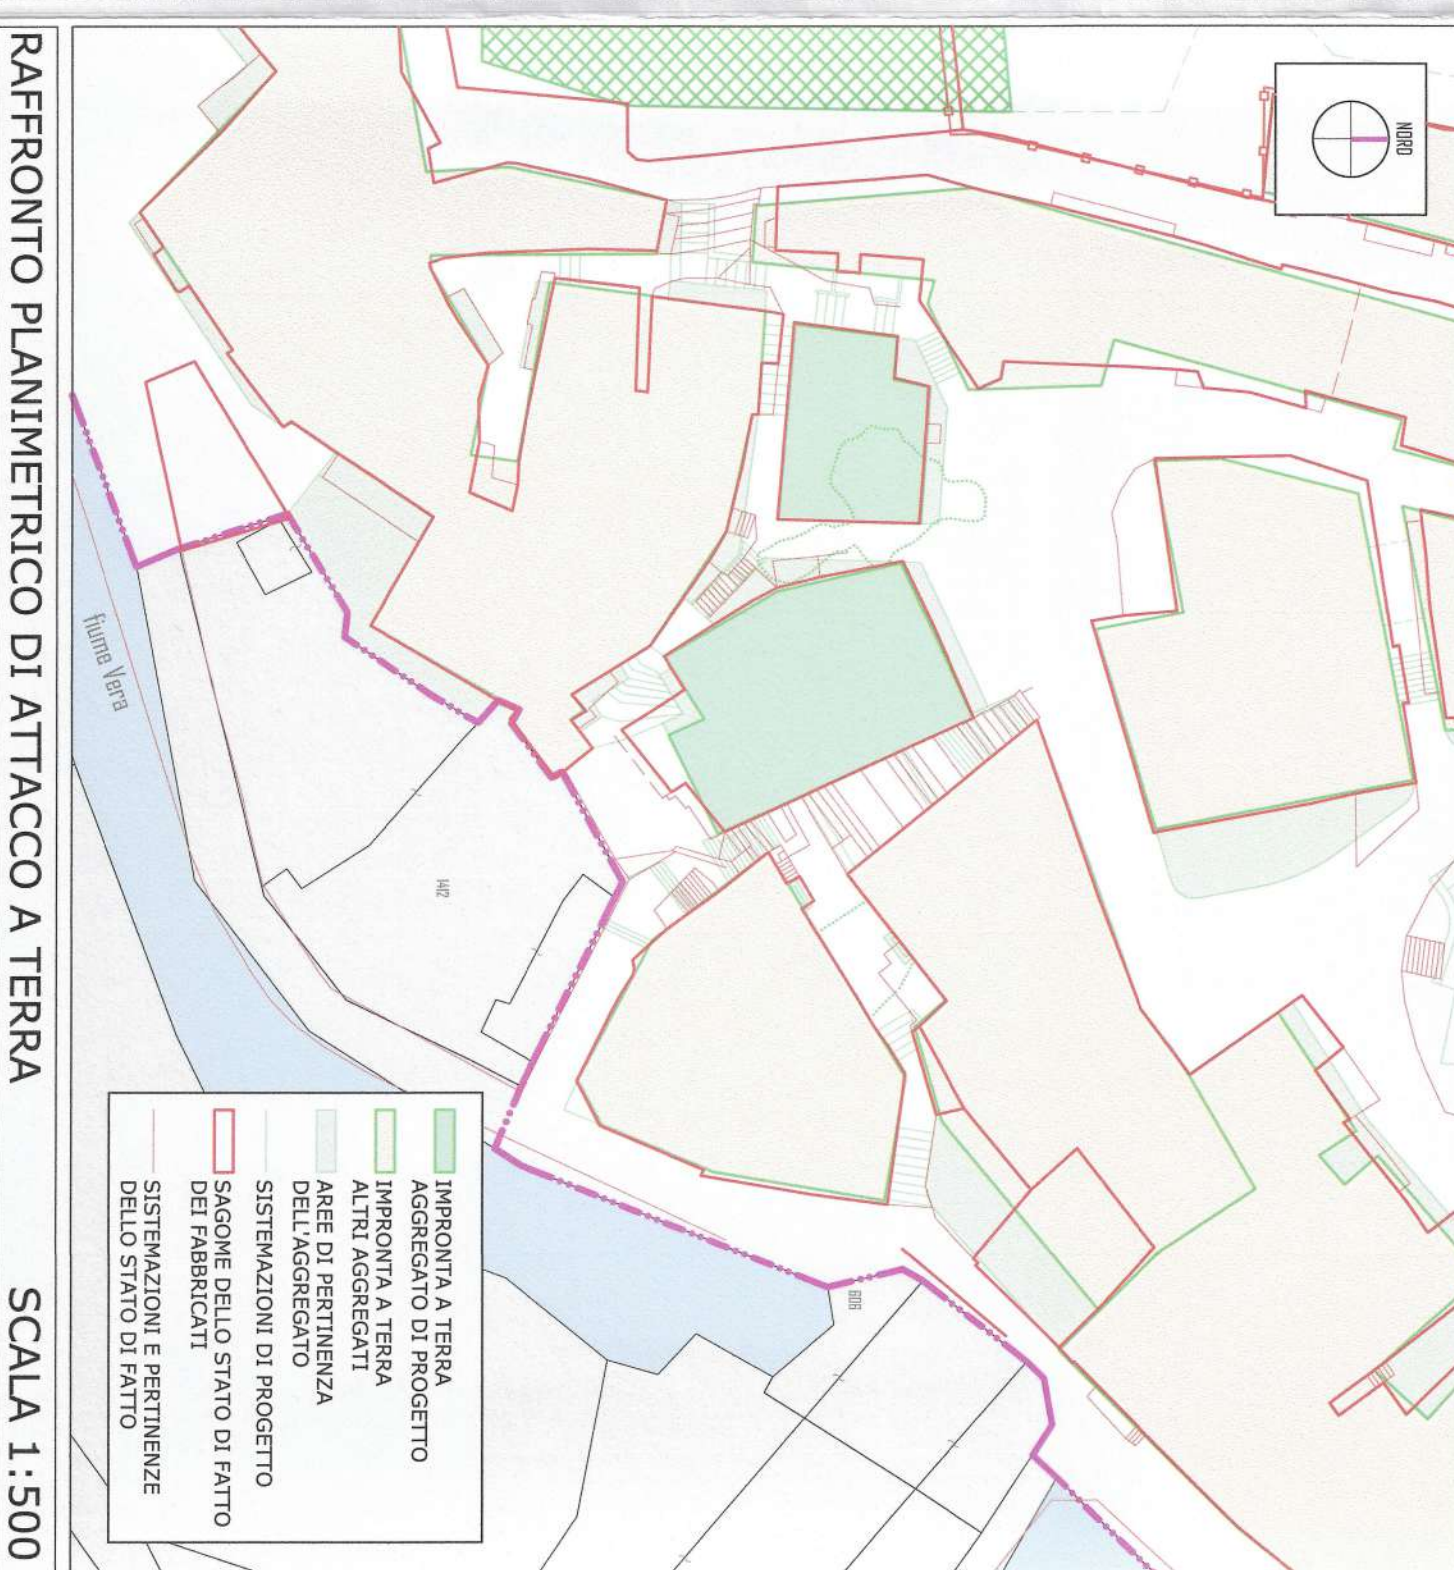 RAFFRONTO PLANIMETRICO DI ATTACCO A TERRA SCALA 1:500
NORD
fiume Vera
1412
606
IMPRONTA A TERRA
AGGREGATO DI PROGETTO
IMPRONTA A TERRA
ALTRI AGGREGATI
AREE DI PERTINENZA
DELL'AGGREGATO
SISTEMAZIONI DI PROGETTO
SAGOME DELLO STATO DI FATTO
DEI FABBRICATI
SISTEMAZIONI E PERTINENZE
DELLO STATO DI FATTO